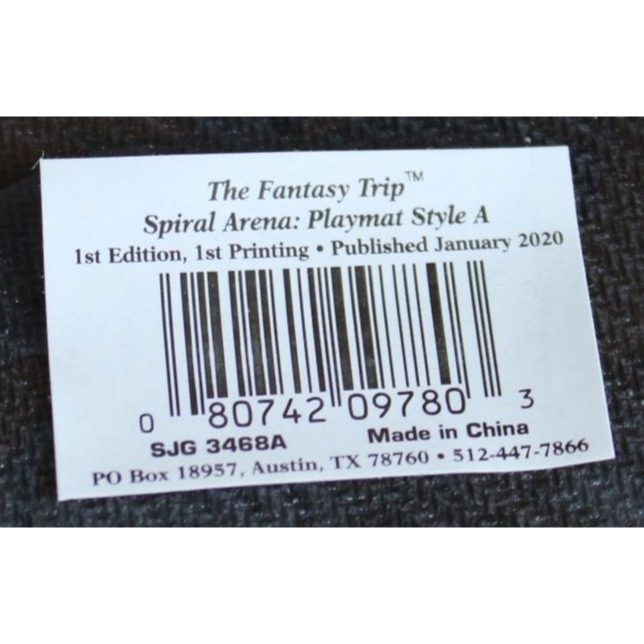 The Fantasy Trip™
Spiral Arena: Playmat Style A
1st Edition, 1st Printing • Published January 2020
0 80742 09780 3
SJG 3468A Made in China
PO Box 18957, Austin, TX 78760 • 512-447-7866